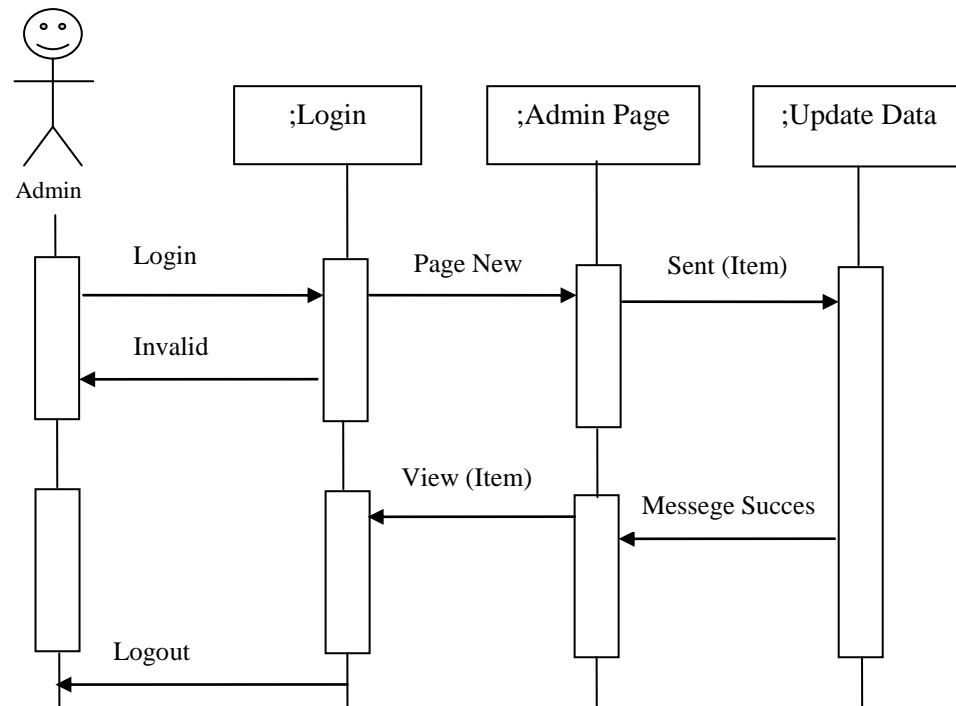 ;Login
;Admin Page
;Update Data
Admin
Login
Page New
Sent (Item)
Invalid
View (Item)
Messege Succes
Logout